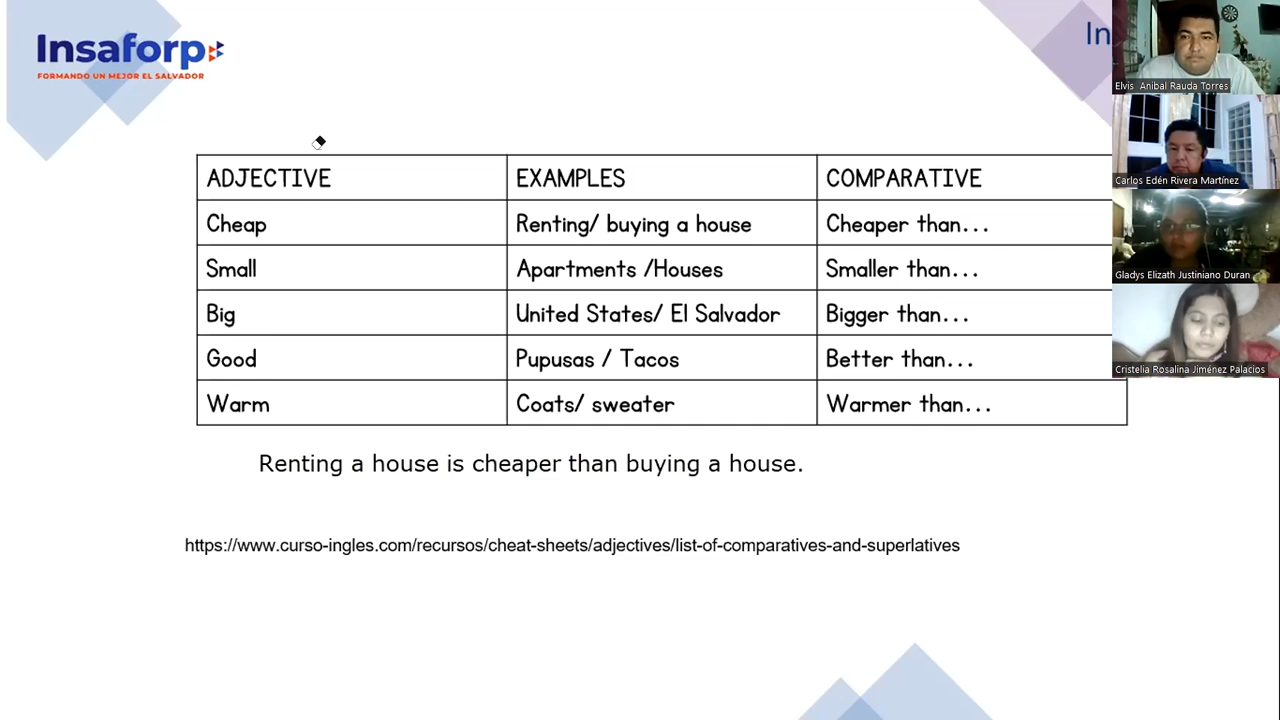 Insaforp
FORMANDO UN MEJOR EL SALVADOR
In
ADJECTIVE EXAMPLES COMPARATIVE
Cheap Renting/ buying a house Cheaper than...
Small Apartments /Houses Smaller than...
Big United States/ El Salvador Bigger than...
Good Pupusas / Tacos Better than...
Warm Coats/ sweater Warmer than...
Renting a house is cheaper than buying a house.
https://www.curso-ingles.com/recursos/cheat-sheets/adjectives/list-of-comparatives-and-superlatives
Elvis Anibal Rauda Torres
Carlos Edén Rivera Martínez
Gladys Elizath Justiniano Duran
Cristelia Rosalina Jiménez Palacios